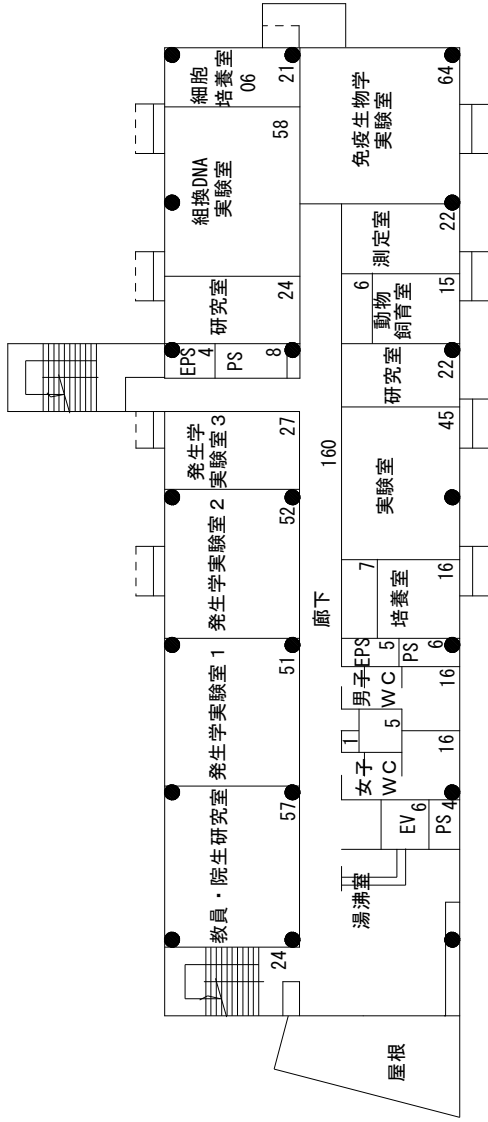 教員・院生研究室
57
発生学実験室１
51
発生学実験室２
52
発生学
実験室３
27
EPS
4
PS
8
研究室
24
組換DNA
実験室
58
細胞
培養室
06
21
24
廊下
160
屋根
湯沸室
EV
6
PS
4
女子
WC
16
1
5
男子
WC
16
EPS
5
PS
6
7
培養室
16
実験室
45
研究室
22
6
動物
飼育室
15
測定室
22
免疫生物学
実験室
64